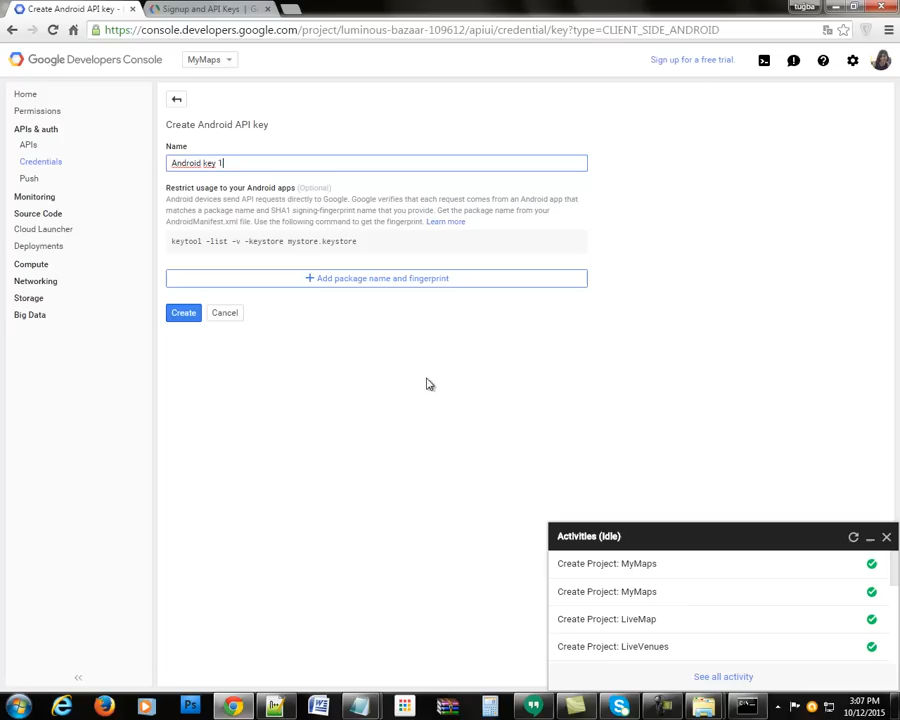 Create Android API key -
Signup and API Keys | G
tuğba
https://console.developers.google.com/project/luminous-bazaar-109612/apiui/credential/key?type=CLIENT_SIDE_ANDROID
Google Developers Console
MyMaps
Sign up for a free trial.
Home
Permissions
APIs & auth
APIs
Credentials
Push
Monitoring
Source Code
Cloud Launcher
Deployments
Compute
Networking
Storage
Big Data
Create Android API key
Name
Android key 1
Restrict usage to your Android apps (Optional)
Android devices send API requests directly to Google. Google verifies that each request comes from an Android app that
matches a package name and SHA1 signing-fingerprint name that you provide. Get the package name from your
AndroidManifest.xml file. Use the following command to get the fingerprint. Learn more
keytool -list -v -keystore mystore.keystore
+ Add package name and fingerprint
Create
Cancel
Activities (Idle)
Create Project: MyMaps
Create Project: MyMaps
Create Project: LiveMap
Create Project: LiveVenues
See all activity
3:07 PM
10/12/2015